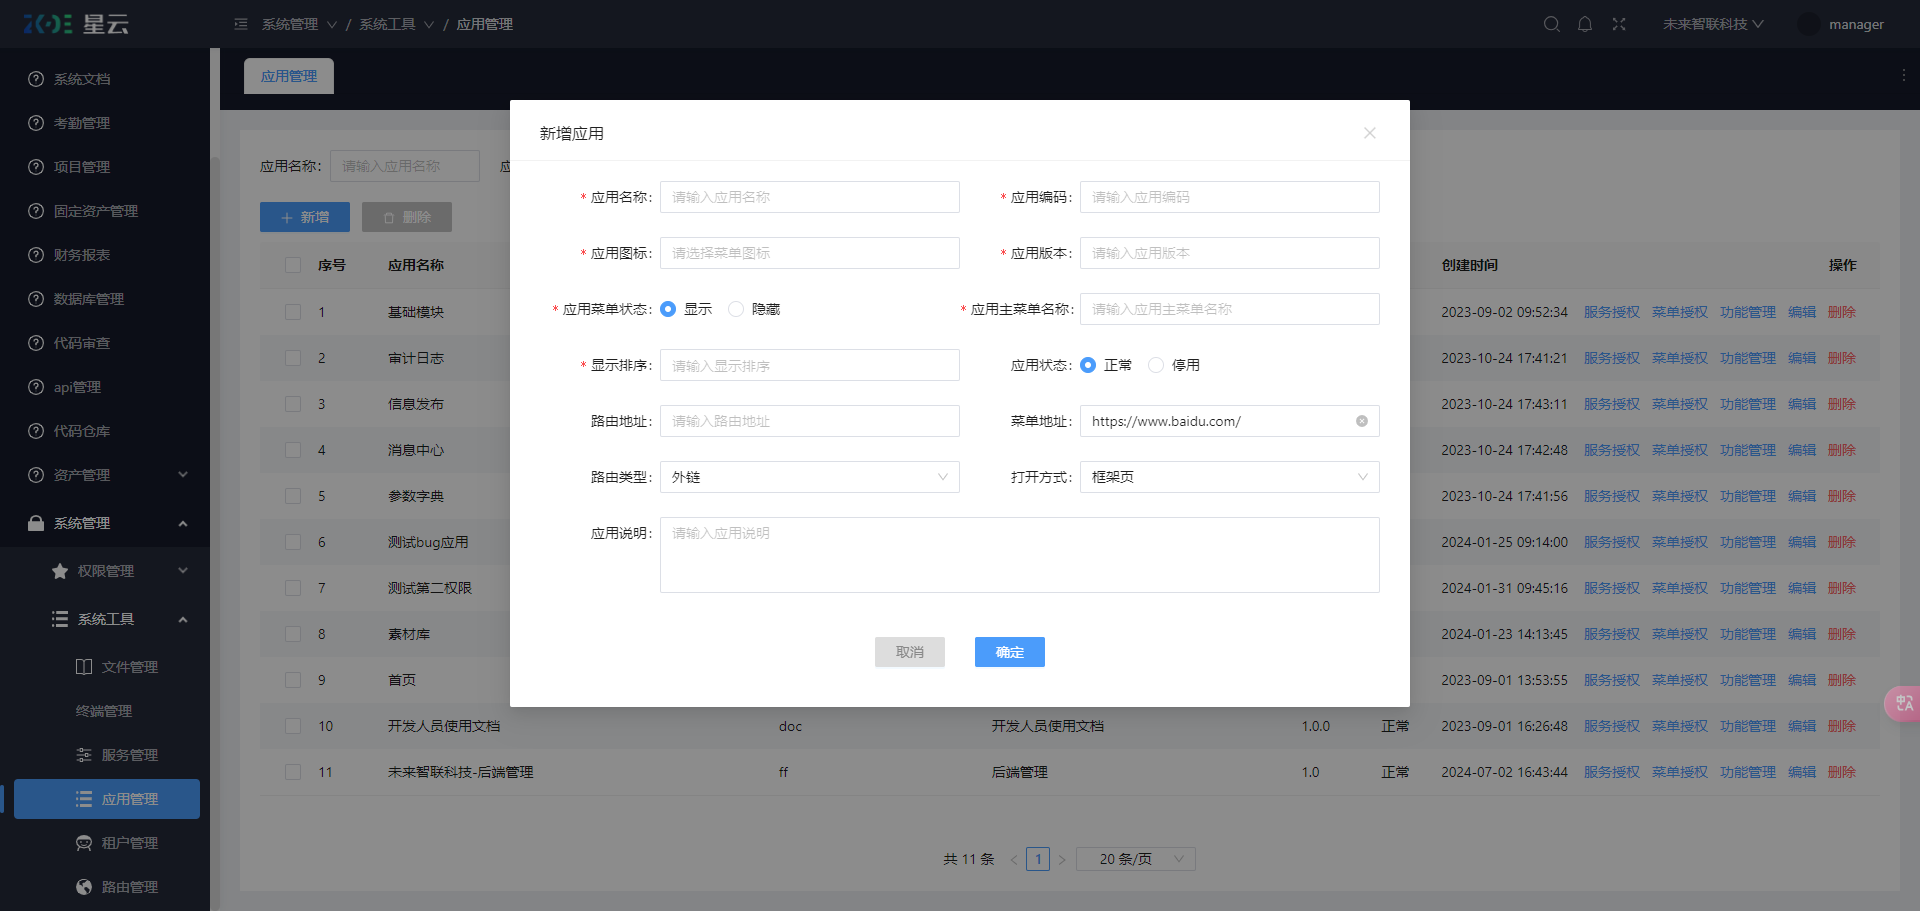 星云
系统管理 / 系统工具 / 应用管理
未来智联科技
manager
系统文档
考勤管理
项目管理
固定资产管理
财务报表
数据库管理
代码审查
api管理
代码仓库
资产管理
系统管理
权限管理
系统工具
文件管理
终端管理
服务管理
应用管理
租户管理
路由管理
应用管理
应用名称: 请输入应用名称
新增 删除
序号 应用名称 创建时间 操作
1 基础模块 2023-09-02 09:52:34 服务授权 菜单授权 功能管理 编辑 删除
2 审计日志 2023-10-24 17:41:21 服务授权 菜单授权 功能管理 编辑 删除
3 信息发布 2023-10-24 17:43:11 服务授权 菜单授权 功能管理 编辑 删除
4 消息中心 2023-10-24 17:42:48 服务授权 菜单授权 功能管理 编辑 删除
5 参数字典 2023-10-24 17:41:56 服务授权 菜单授权 功能管理 编辑 删除
6 测试bug应用 2024-01-25 09:14:00 服务授权 菜单授权 功能管理 编辑 删除
7 测试第二权限 2024-01-31 09:45:16 服务授权 菜单授权 功能管理 编辑 删除
8 素材库 2024-01-23 14:13:45 服务授权 菜单授权 功能管理 编辑 删除
9 首页 2023-09-01 13:53:55 服务授权 菜单授权 功能管理 编辑 删除
10 开发人员使用文档 doc 开发人员使用文档 1.0.0 正常 2023-09-01 16:26:48 服务授权 菜单授权 功能管理 编辑 删除
11 未来智联科技-后端管理 ff 后端管理 1.0 正常 2024-07-02 16:43:44 服务授权 菜单授权 功能管理 编辑 删除
共 11 条 < 1 > 20 条/页
新增应用
* 应用名称: 请输入应用名称 * 应用编码: 请输入应用编码
* 应用图标: 请选择菜单图标 * 应用版本: 请输入应用版本
* 应用菜单状态: 显示 隐藏 * 应用主菜单名称: 请输入应用主菜单名称
* 显示排序: 请输入显示排序 应用状态: 正常 停用
路由地址: 请输入路由地址 菜单地址: https://www.baidu.com/
路由类型: 外链 打开方式: 框架页
应用说明: 请输入应用说明
取消 确定